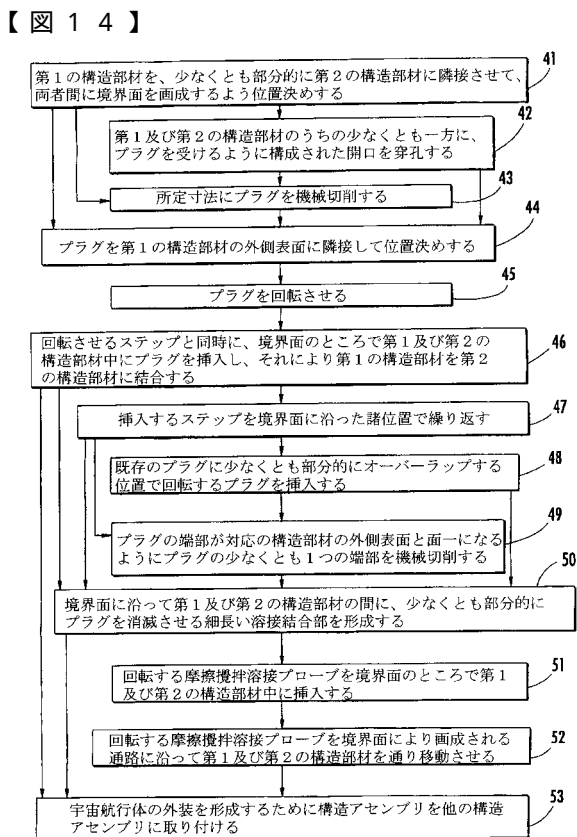 【図１４】
41
第１の構造部材を、少なくとも部分的に第２の構造部材に隣接させて、
両者間に境界面を画成するよう位置決めする
42
第１及び第２の構造部材のうちの少なくとも一方に、
プラグを受けるように構成された開口を穿孔する
43
所定寸法にプラグを機械切削する
44
プラグを第１の構造部材の外側表面に隣接して位置決めする
45
プラグを回転させる
46
回転させるステップと同時に、境界面のところで第１及び第２の
構造部材中にプラグを挿入し、それにより第１の構造部材を第２
の構造部材に結合する
47
挿入するステップを境界面に沿った諸位置で繰り返す
48
既存のプラグに少なくとも部分的にオーバーラップする
位置で回転するプラグを挿入する
49
プラグの端部が対応の構造部材の外側表面と面一になる
ようにプラグの少なくとも１つの端部を機械切削する
50
境界面に沿って第１及び第２の構造部材の間に、少なくとも部分的に
プラグを消滅させる細長い溶接結合部を形成する
51
回転する摩擦攪拌溶接プローブを境界面のところで第１
及び第２の構造部材中に挿入する
52
回転する摩擦攪拌溶接プローブを境界面により画成される
通路に沿って第１及び第２の構造部材を通り移動させる
53
宇宙航行体の外装を形成するために構造アセンブリを他の構造
アセンブリに取り付ける